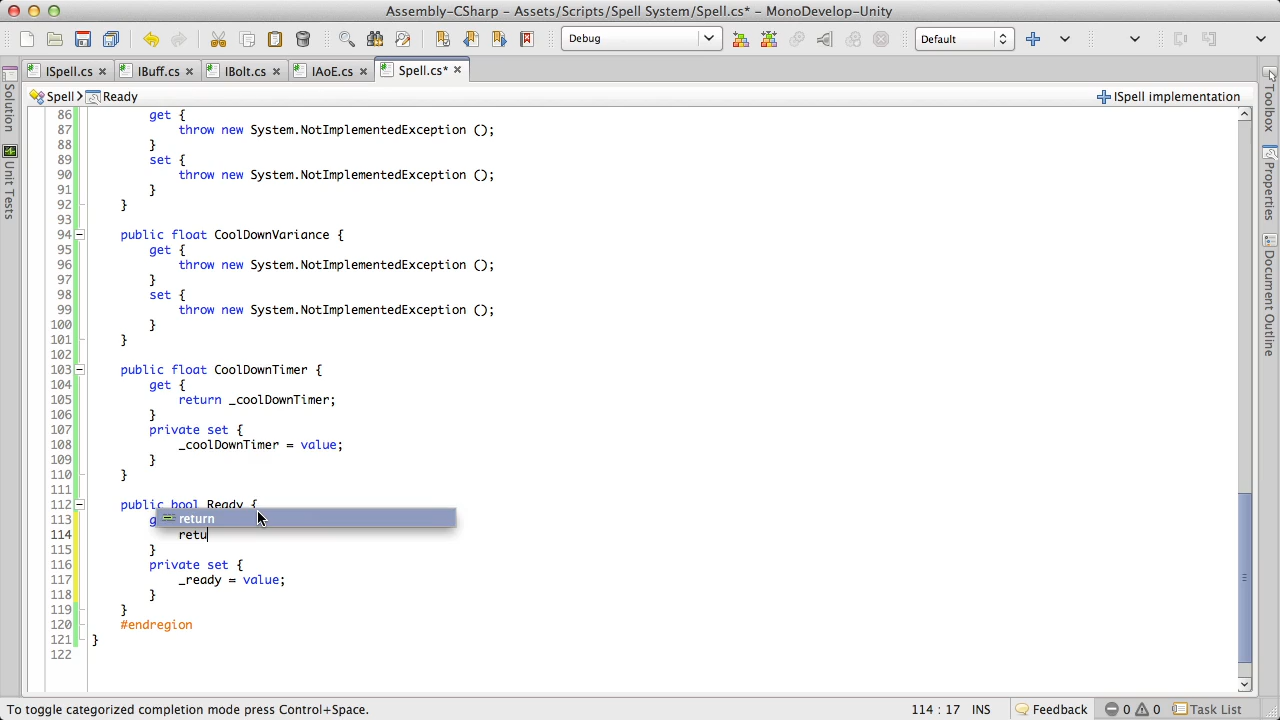 Assembly-CSharp – Assets/Scripts/Spell System/Spell.cs* – MonoDevelop-Unity
Debug
Default
ISpell.cs
IBuff.cs
IBolt.cs
IAoE.cs
Spell.cs*
Spell
Ready
ISpell implementation
Solution
Unit Tests
Toolbox
Properties
Document Outline
86 get {
87 throw new System.NotImplementedException ();
88 }
89 set {
90 throw new System.NotImplementedException ();
91 }
92 }
93
94 public float CoolDownVariance {
95 get {
96 throw new System.NotImplementedException ();
97 }
98 set {
99 throw new System.NotImplementedException ();
100 }
101 }
102
103 public float CoolDownTimer {
104 get {
105 return _coolDownTimer;
106 }
107 private set {
108 _coolDownTimer = value;
109 }
110 }
111
112 public bool Ready {
113 g
return
114 retu
115 }
116 private set {
117 _ready = value;
118 }
119 }
120 #endregion
121 }
122
To toggle categorized completion mode press Control+Space.
114 : 17
INS
Feedback
0
0
Task List